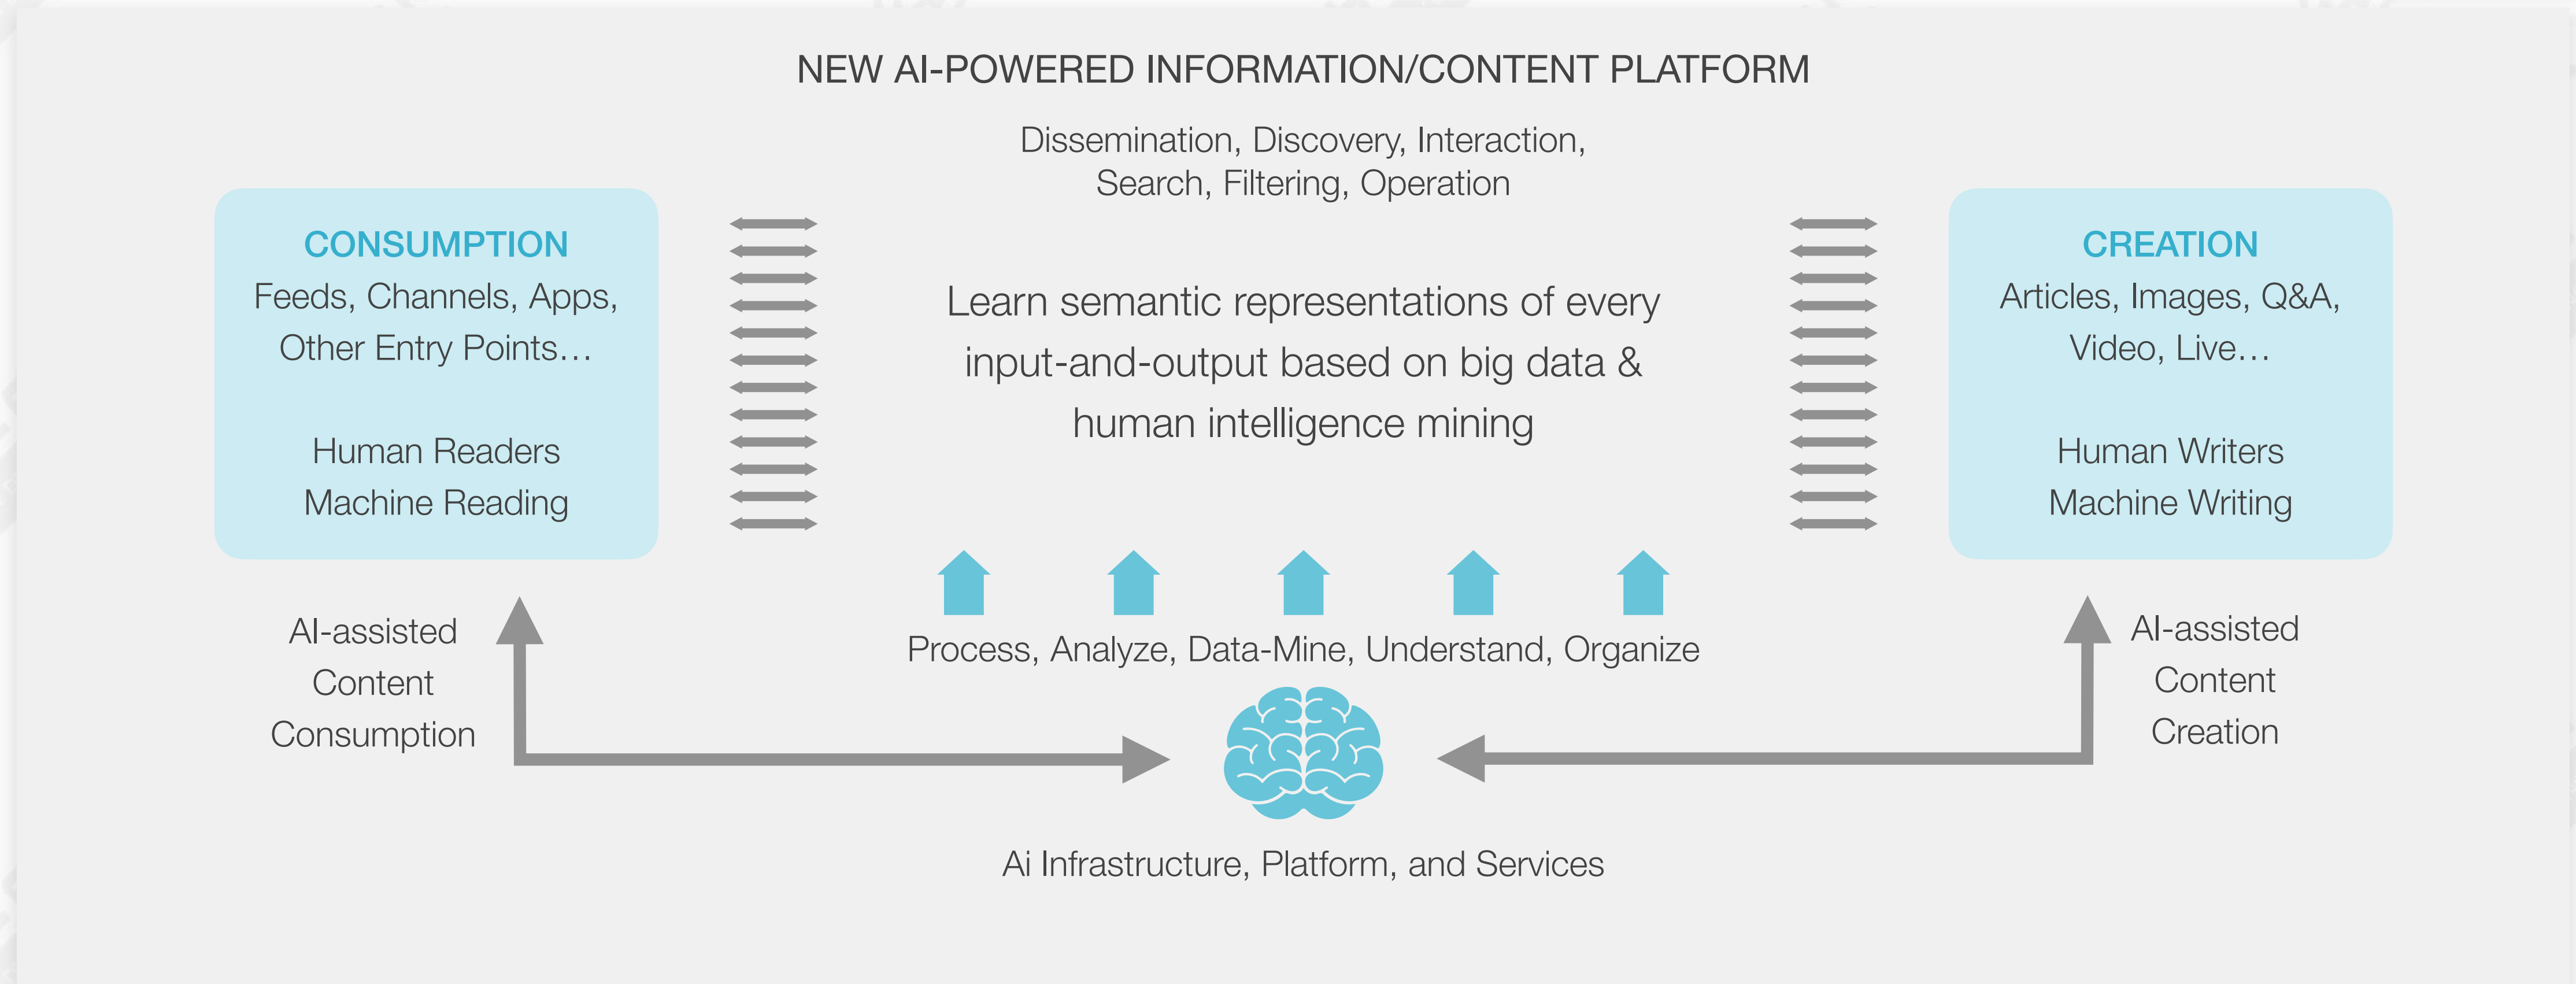 NEW AI-POWERED INFORMATION/CONTENT PLATFORM
Dissemination, Discovery, Interaction,
Search, Filtering, Operation
CONSUMPTION
Feeds, Channels, Apps,
Other Entry Points…
Human Readers
Machine Reading
Learn semantic representations of every
input-and-output based on big data &
human intelligence mining
CREATION
Articles, Images, Q&A,
Video, Live…
Human Writers
Machine Writing
AI-assisted
Content
Consumption
Process, Analyze, Data-Mine, Understand, Organize
AI-assisted
Content
Creation
Ai Infrastructure, Platform, and Services